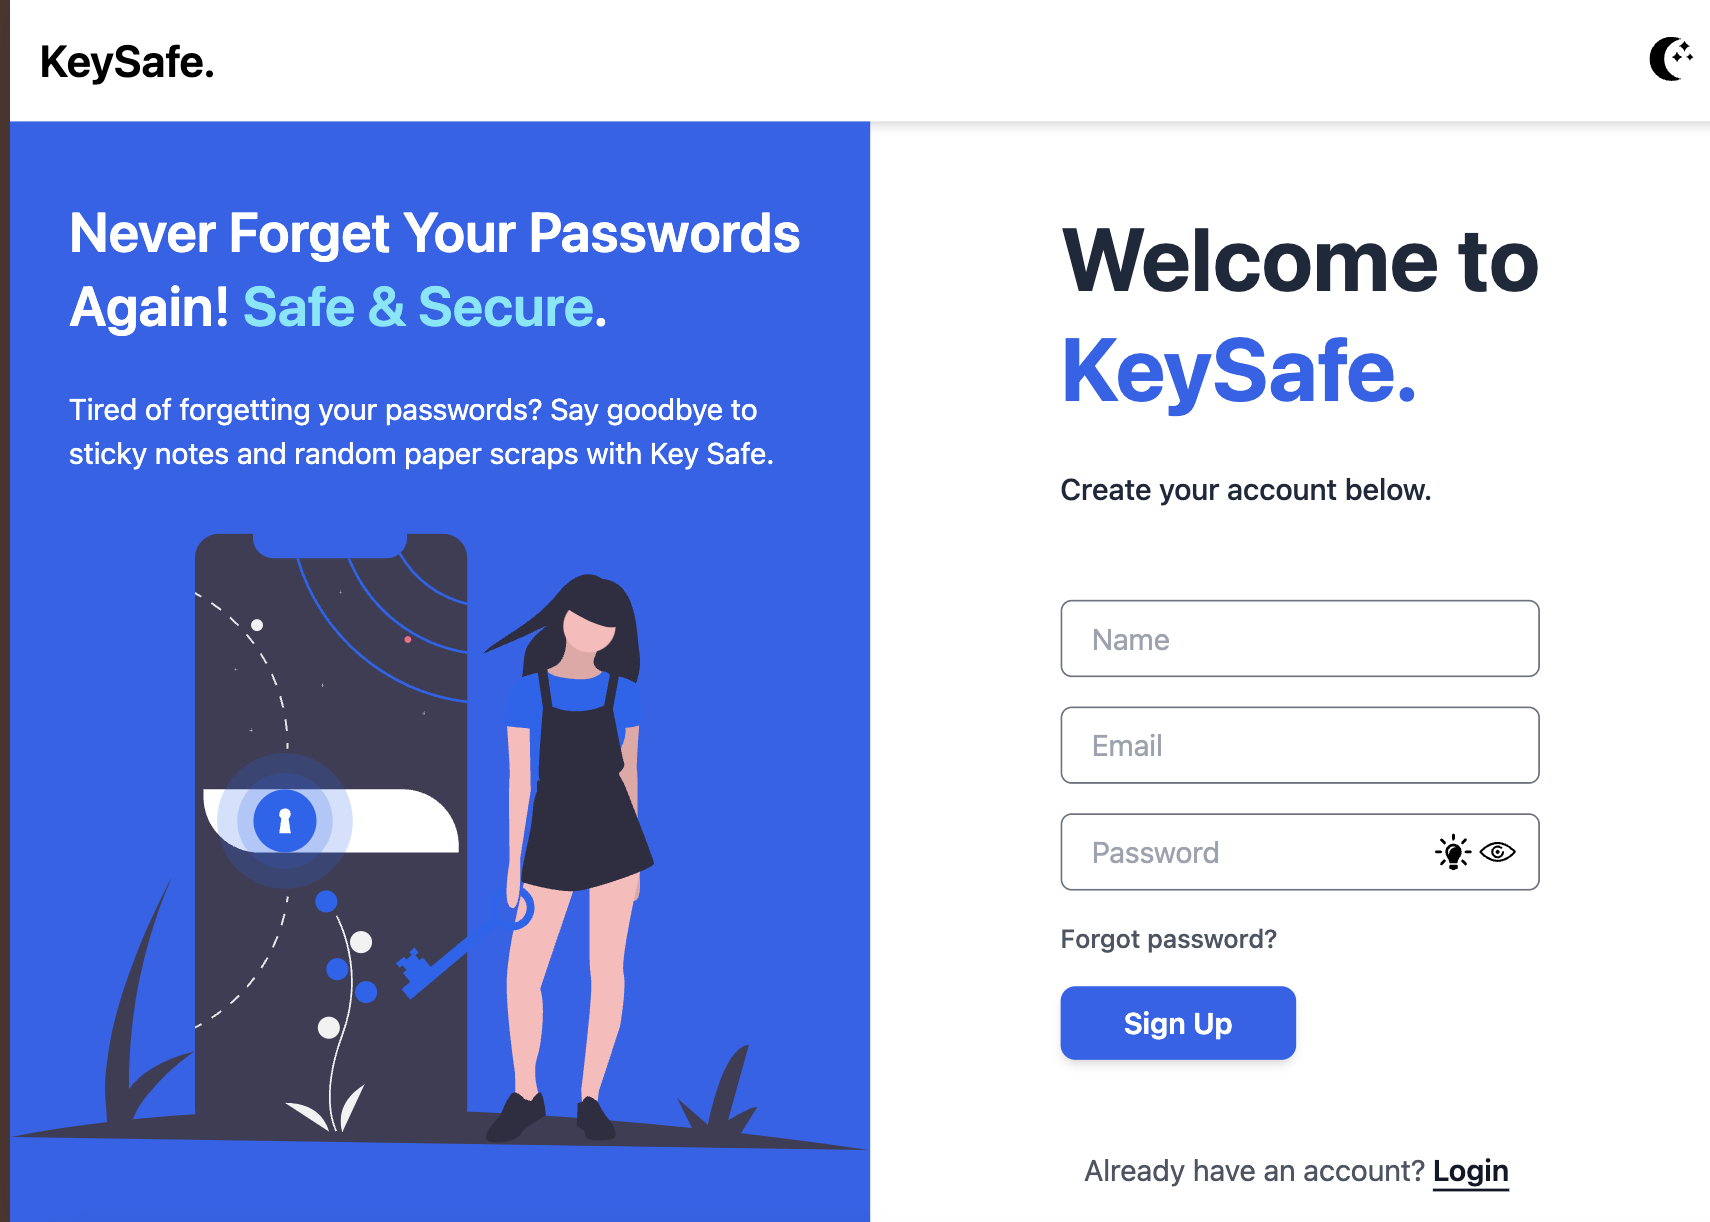 KeySafe.
Never Forget Your Passwords
Again! Safe & Secure.
Tired of forgetting your passwords? Say goodbye to
sticky notes and random paper scraps with Key Safe.
Welcome to
KeySafe.
Create your account below.
Name
Email
Password
Forgot password?
Sign Up
Already have an account? Login